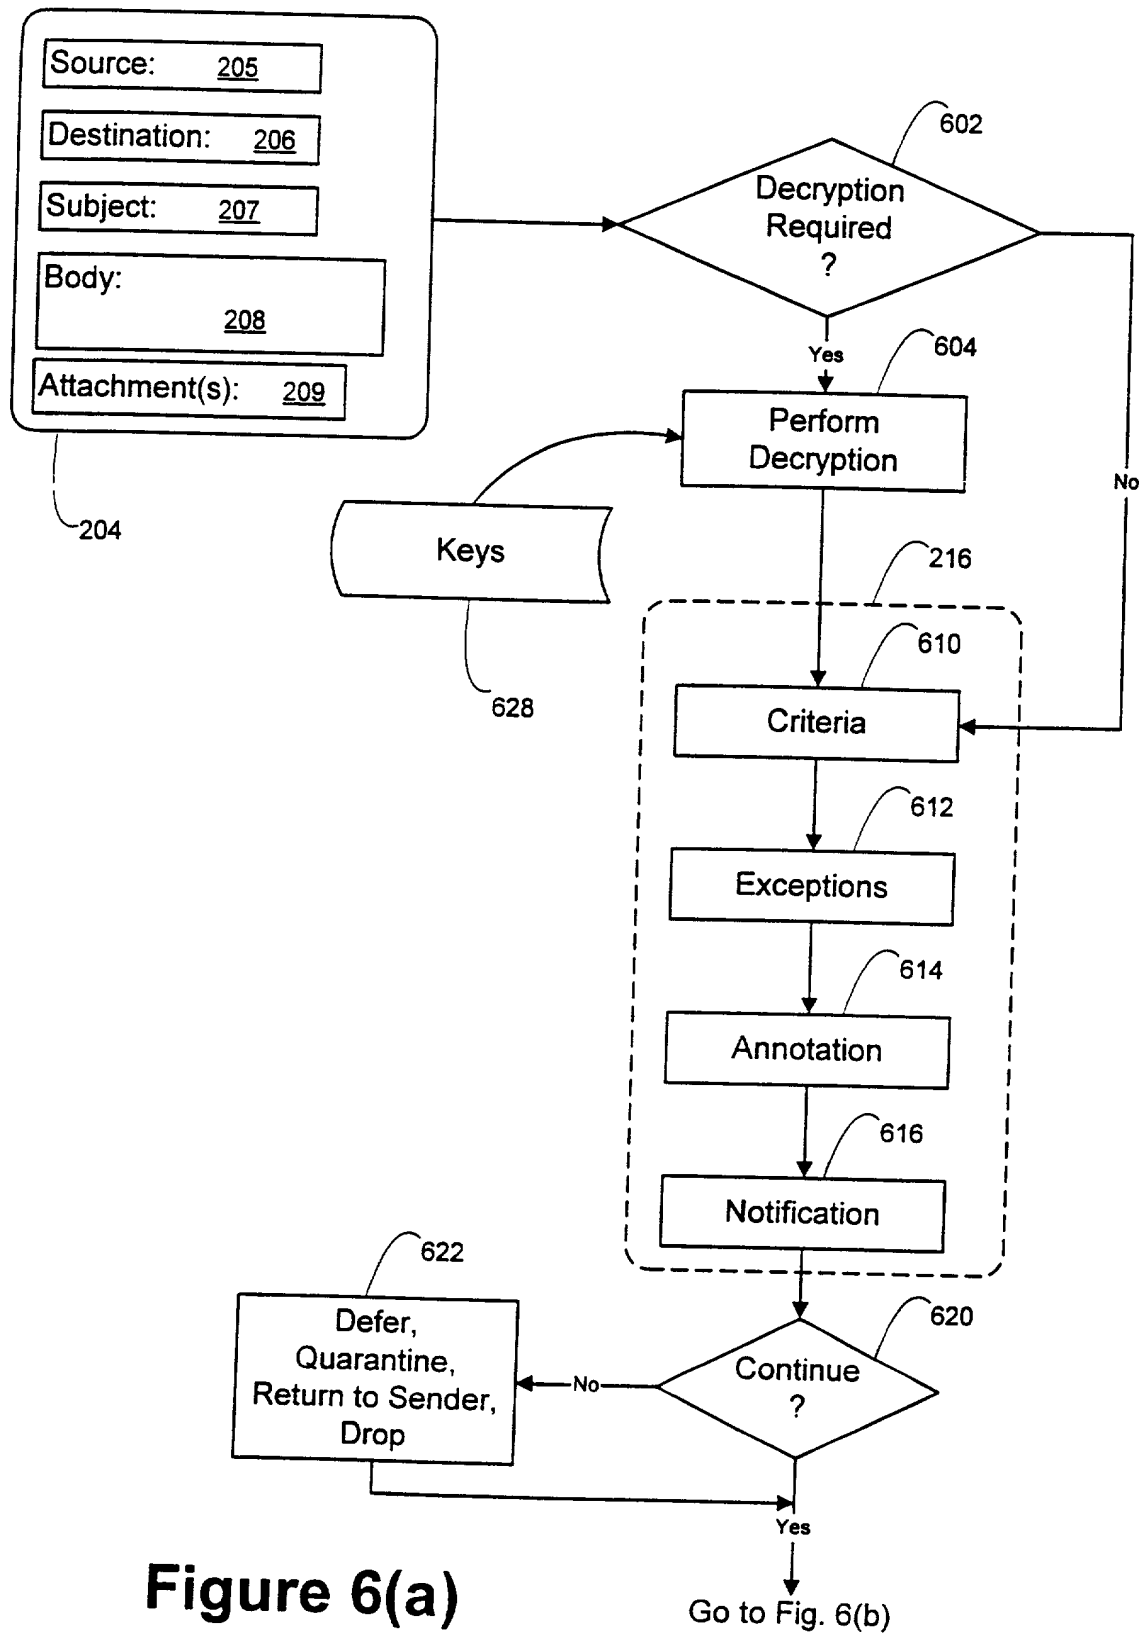 Source: 205
Destination: 206
Subject: 207
Body:
208
Attachment(s): 209
204
602
Decryption
Required
?
Yes
No
604
Perform
Decryption
Keys
628
216
610
Criteria
612
Exceptions
614
Annotation
616
Notification
620
Continue
?
No
622
Defer,
Quarantine,
Return to Sender,
Drop
Yes
Go to Fig. 6(b)
Figure 6(a)